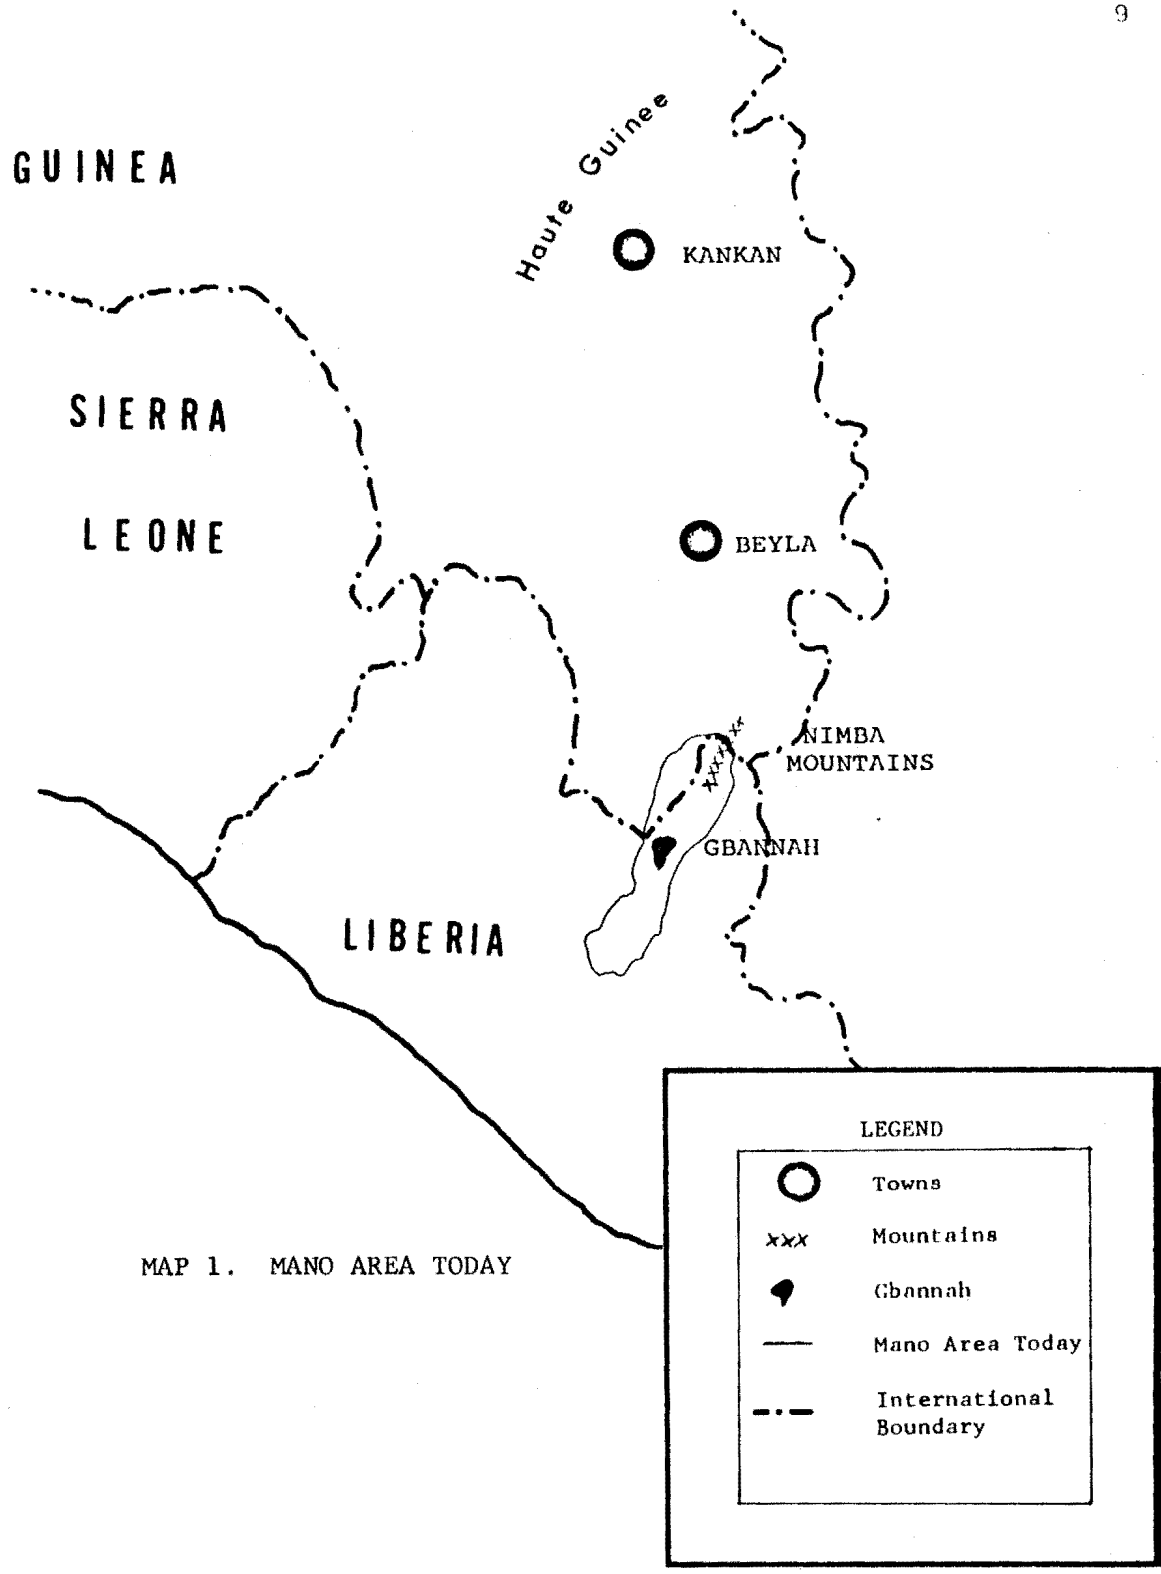 9
GUINEA
Haute Guinee
KANKAN
SIERRA
LEONE
BEYLA
NIMBA
MOUNTAINS
GBANNAH
LIBERIA
MAP 1. MANO AREA TODAY
LEGEND
Towns
xxx Mountains
Gbannah
Mano Area Today
International
Boundary